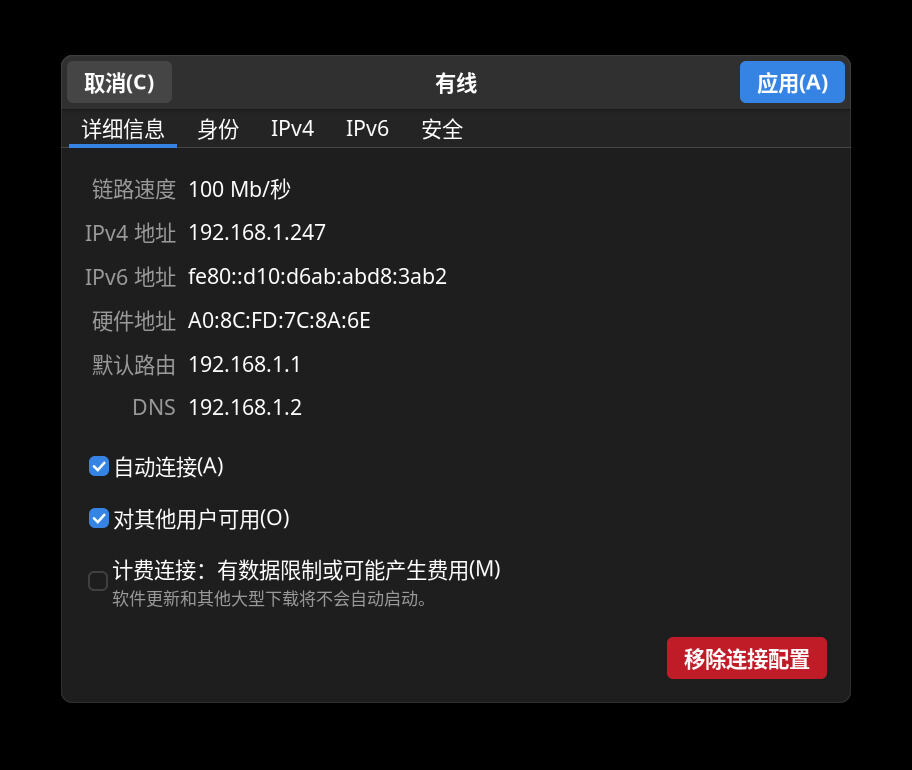 取消(C) 有线 应用(A)
详细信息 身份 IPv4 IPv6 安全
链路速度 100 Mb/秒
IPv4 地址 192.168.1.247
IPv6 地址 fe80::d10:d6ab:abd8:3ab2
硬件地址 A0:8C:FD:7C:8A:6E
默认路由 192.168.1.1
DNS 192.168.1.2
自动连接(A)
对其他用户可用(O)
计费连接：有数据限制或可能产生费用(M)
软件更新和其他大型下载将不会自动启动。
移除连接配置